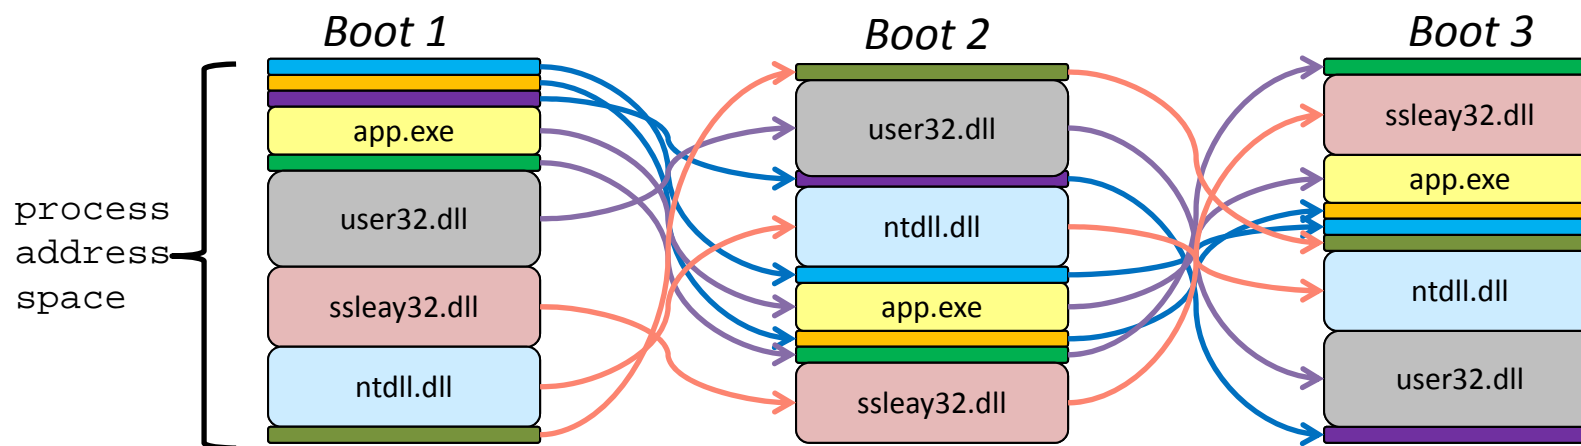 Boot 1
Boot 2
Boot 3
process
address
space
app.exe
user32.dll
ssleay32.dll
ntdll.dll
user32.dll
ntdll.dll
app.exe
ssleay32.dll
ssleay32.dll
app.exe
ntdll.dll
user32.dll